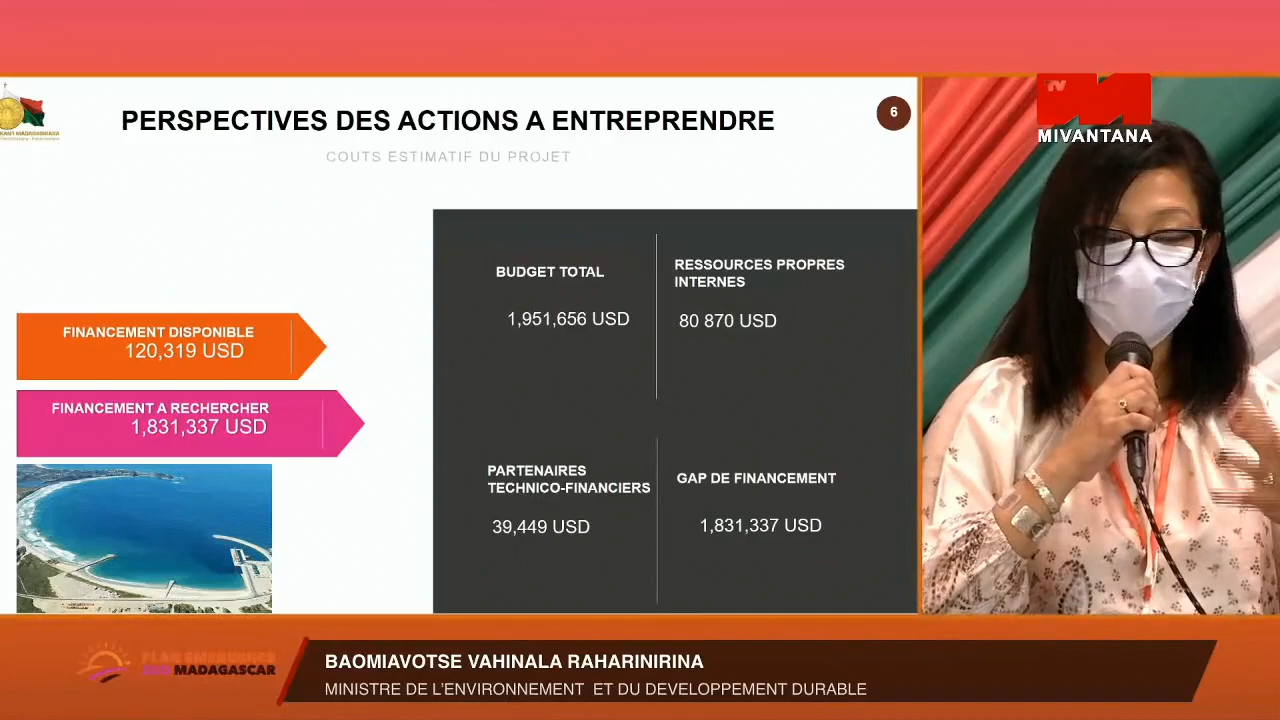 PERSPECTIVES DES ACTIONS A ENTREPRENDRE
6
COUTS ESTIMATIF DU PROJET
FINANCEMENT DISPONIBLE
120,319 USD
FINANCEMENT A RECHERCHER
1,831,337 USD
BUDGET TOTAL
1,951,656 USD
RESSOURCES PROPRES
INTERNES
80 870 USD
PARTENAIRES
TECHNICO-FINANCIERS
39,449 USD
GAP DE FINANCEMENT
1,831,337 USD
TV
MIVANTANA
MADAGASCAR
BAOMIAVOTSE VAHINALA RAHARINIRINA
MINISTRE DE L'ENVIRONNEMENT ET DU DEVELOPPEMENT DURABLE